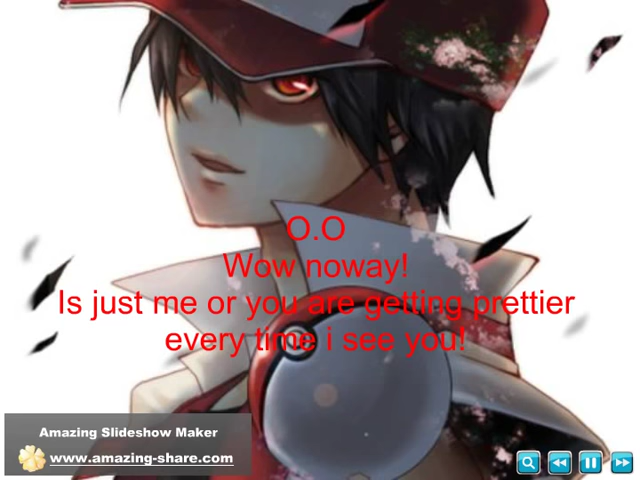 O.O
Wow noway!
Is just me or you are getting prettier
every time i see you!
Amazing Slideshow Maker
www.amazing-share.com